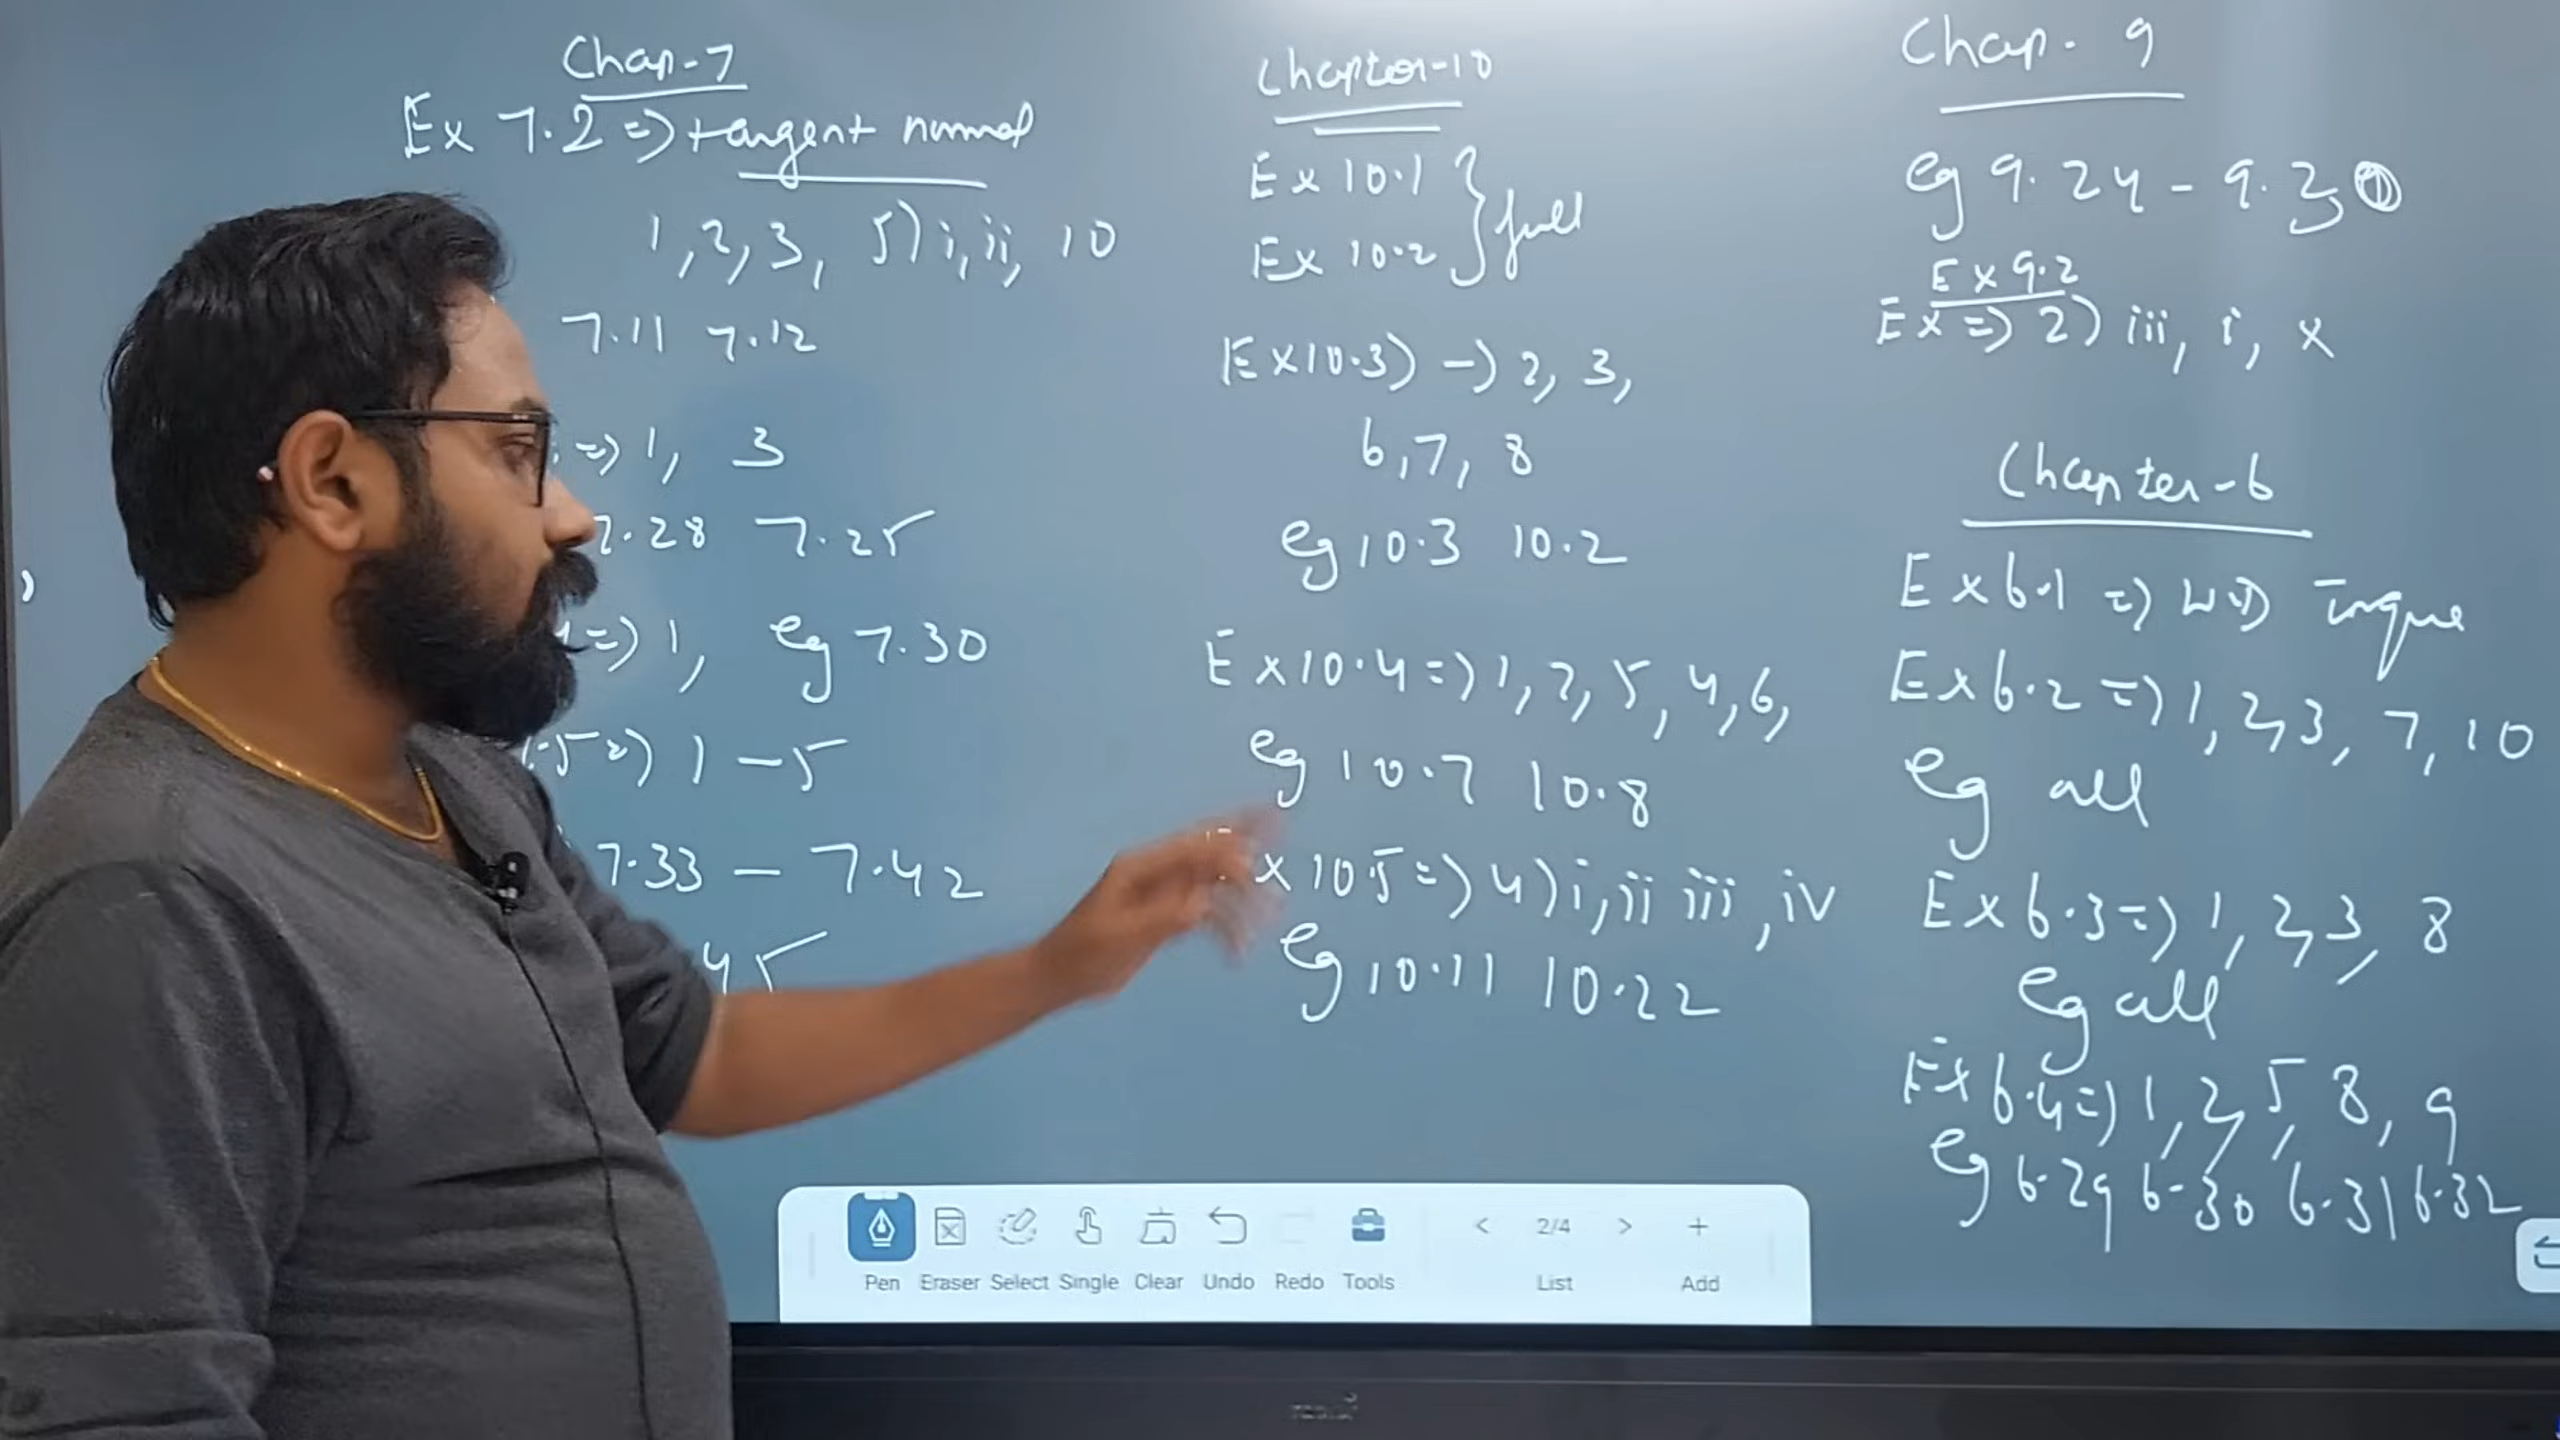 Chap-7
Ex 7.2 => tangent normal
1, 2, 3, 5) i, ii, 10
7.11 7.12
=> 1, 3
7.28 7.25
=> 1, eg 7.30
.5 => 1 - 5
7.33 - 7.42
45
Chapter-10
Ex 10.1 } full
Ex 10.2
Ex 10.3) -> 2, 3,
6, 7, 8
eg 10.3 10.2
Ex 10.4 => 1, 2, 5, 4, 6,
eg 10.7 10.8
x 10.5 => 4) i, ii iii, iv
eg 10.11 10.22
Chap- 9
eg 9.24 - 9.3
Ex 9.2
Ex => 2) iii, i, x
Chapter-6
Ex 6.1 => W.D Torque
Ex 6.2 => 1, 2, 3, 7, 10
eg all
Ex 6.3 => 1, 2, 3, 8
eg all
Ex 6.4 => 1, 2, 5, 8, 9
eg 6.29 6.30 6.31 6.32
Pen Eraser Select Single Clear Undo Redo Tools
< 2/4 > +
List Add